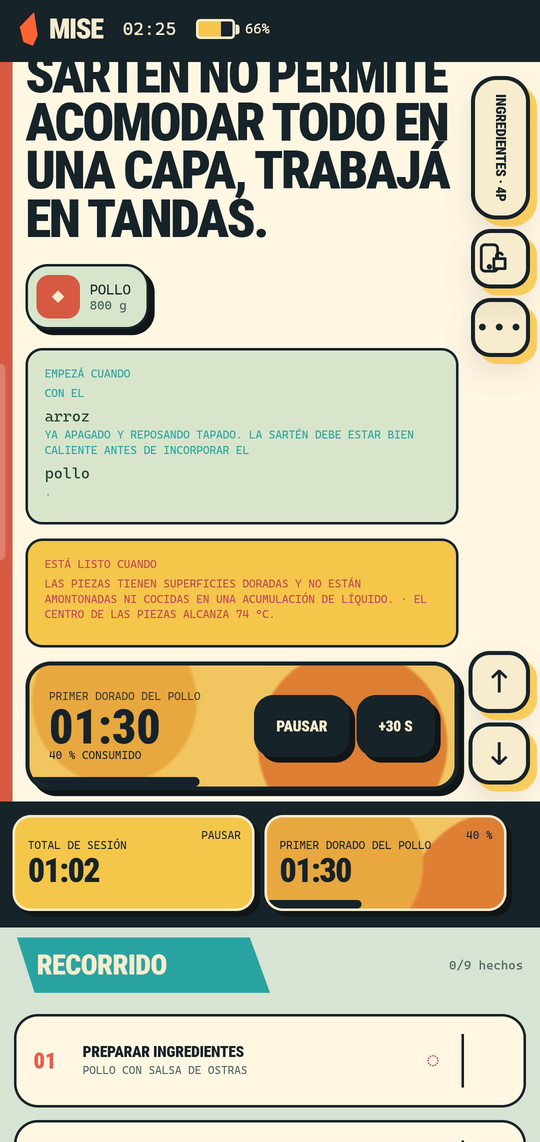 MISE 02:25 66%
SARTÉN NO PERMITE
ACOMODAR TODO EN
UNA CAPA, TRABAJÁ
EN TANDAS.
INGREDIENTES · 4P
POLLO
800 g
EMPEZÁ CUANDO
CON EL
arroz
YA APAGADO Y REPOSANDO TAPADO. LA SARTÉN DEBE ESTAR BIEN
CALIENTE ANTES DE INCORPORAR EL
pollo
.
ESTÁ LISTO CUANDO
LAS PIEZAS TIENEN SUPERFICIES DORADAS Y NO ESTÁN
AMONTONADAS NI COCIDAS EN UNA ACUMULACIÓN DE LÍQUIDO. · EL
CENTRO DE LAS PIEZAS ALCANZA 74 °C.
PRIMER DORADO DEL POLLO
01:30
40 % CONSUMIDO
PAUSAR
+30 S
PAUSAR
TOTAL DE SESIÓN
01:02
40 %
PRIMER DORADO DEL POLLO
01:30
RECORRIDO
0/9 hechos
01
PREPARAR INGREDIENTES
POLLO CON SALSA DE OSTRAS